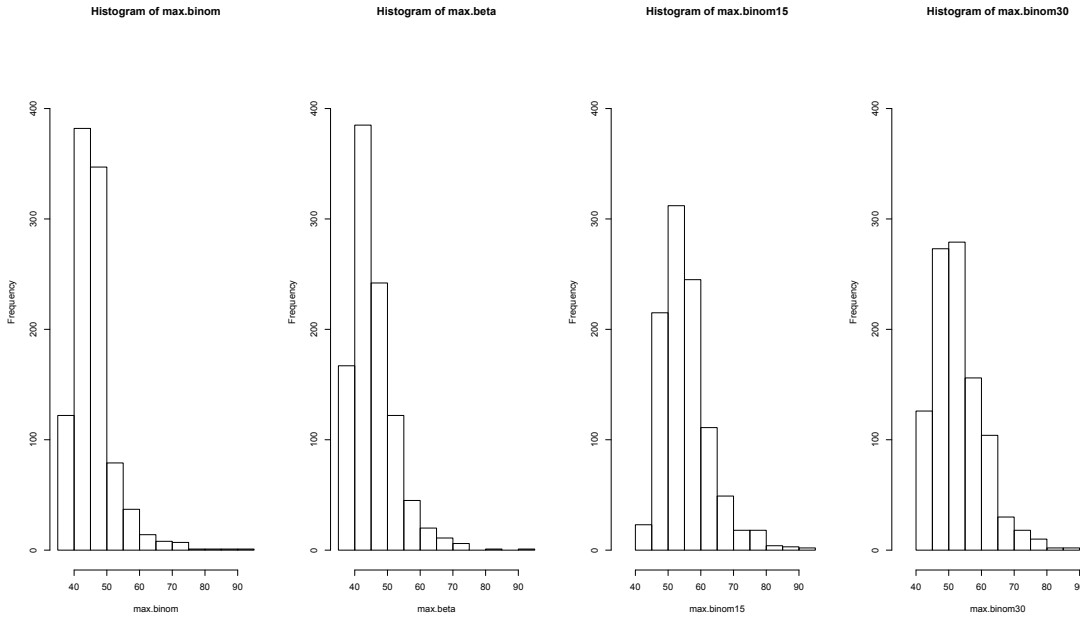 Histogram of max.binom
Histogram of max.beta
Histogram of max.binom15
Histogram of max.binom30
Frequency
0
100
200
300
400
40 50 60 70 80 90
max.binom
Frequency
0
100
200
300
400
40 50 60 70 80 90
max.beta
Frequency
0
100
200
300
400
40 50 60 70 80 90
max.binom15
Frequency
0
100
200
300
400
40 50 60 70 80 90
max.binom30